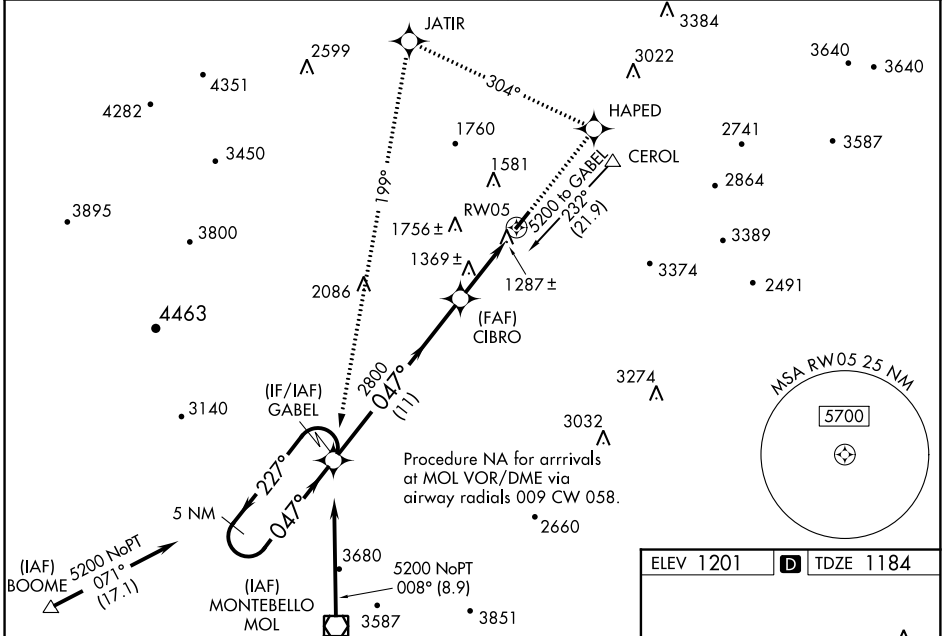 3384
JATIR
2599
3022
3640
3640
4351
304°
4282
HAPED
1760
2741
3587
3450
CEROL
1581
199°
2864
RW05
5200 to GABEL
232°
(21.9)
3895
1756 ±
3800
3389
1369 ±
3374
2086
1287 ±
2491
4463
(FAF)
CIBRO
2800
047°
(11)
MSA RW05 25 NM
5700
(IF/IAF)
GABEL
3274
3140
3032
Procedure NA for arrrivals
at MOL VOR/DME via
airway radials 009 CW 058.
227°
047°
5 NM
2660
(IAF)
BOOME
5200 NoPT
071°
(17.1)
3680
5200 NoPT
008° (8.9)
(IAF)
MONTEBELLO
MOL
3587
3851
ELEV 1201 D TDZE 1184